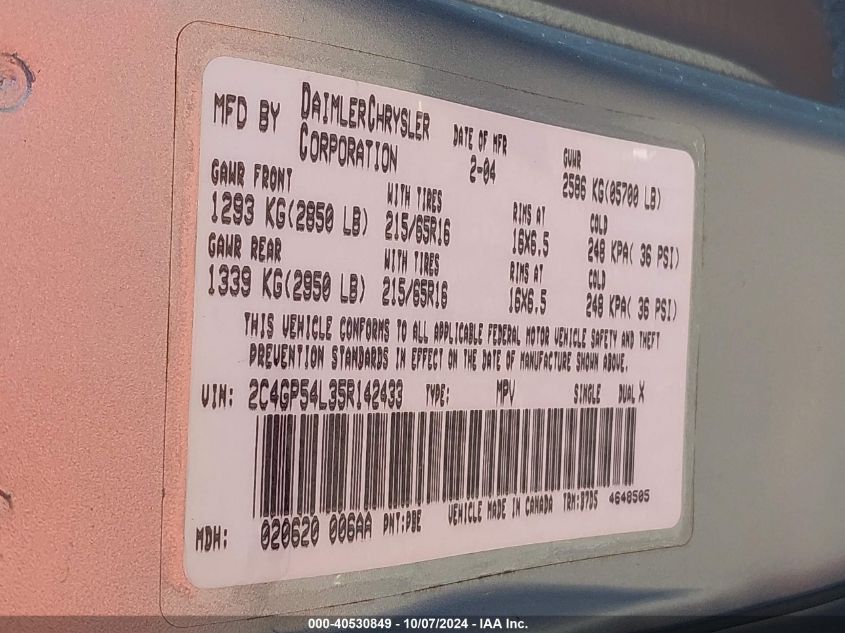 MFD BY DAIMLERCHRYSLER CORPORATION
DATE OF MFR
2-04
GVWR
2586 KG(05700 LB)
GAWR FRONT
1293 KG(2850 LB)
WITH TIRES
215/65R16
RIMS AT
16X6.5
COLD
248 KPA( 36 PSI)
GAWR REAR
1339 KG(2950 LB)
WITH TIRES
215/65R16
RIMS AT
16X6.5
COLD
248 KPA( 36 PSI)
THIS VEHICLE CONFORMS TO ALL APPLICABLE FEDERAL MOTOR VEHICLE SAFETY AND THEFT
PREVENTION STANDARDS IN EFFECT ON THE DATE OF MANUFACTURE SHOWN ABOVE.
VIN: 2C4GP54L35R142433 TYPE: MPV SINGLE DUAL X
MDH: 020620 006AA PNT:PBE VEHICLE MADE IN CANADA TRM:B7D5 4648505
000-40530849 - 10/07/2024 - IAA Inc.